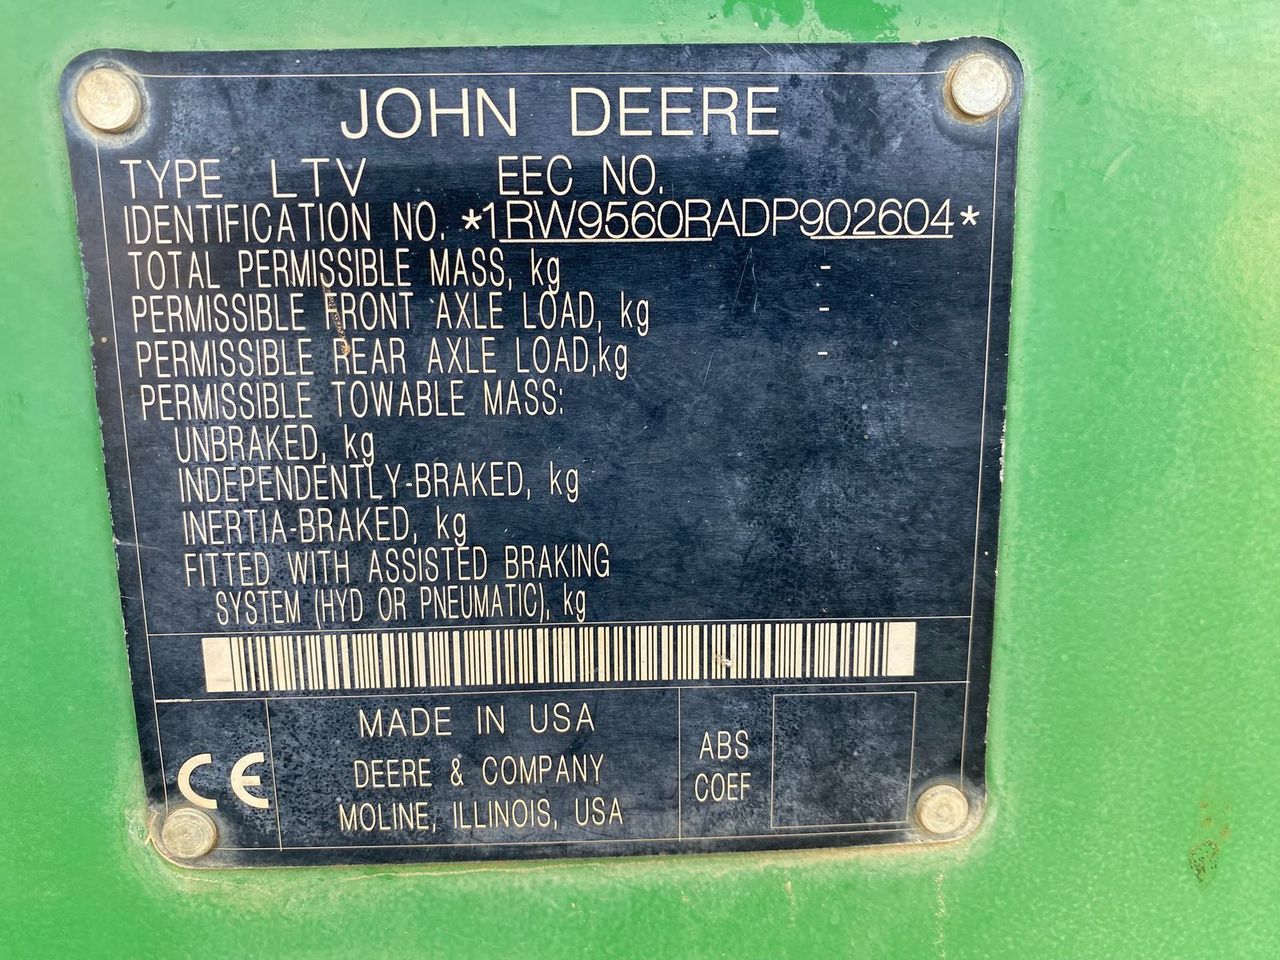 JOHN DEERE
TYPE LTV EEC NO.
IDENTIFICATION NO. *1RW9560RADP902604*
TOTAL PERMISSIBLE MASS, kg -
PERMISSIBLE FRONT AXLE LOAD, kg -
PERMISSIBLE REAR AXLE LOAD,kg -
PERMISSIBLE TOWABLE MASS:
UNBRAKED, kg
INDEPENDENTLY-BRAKED, kg
INERTIA-BRAKED, kg
FITTED WITH ASSISTED BRAKING
SYSTEM (HYD OR PNEUMATIC), kg
CE
MADE IN USA
DEERE & COMPANY
MOLINE, ILLINOIS, USA
ABS
COEF